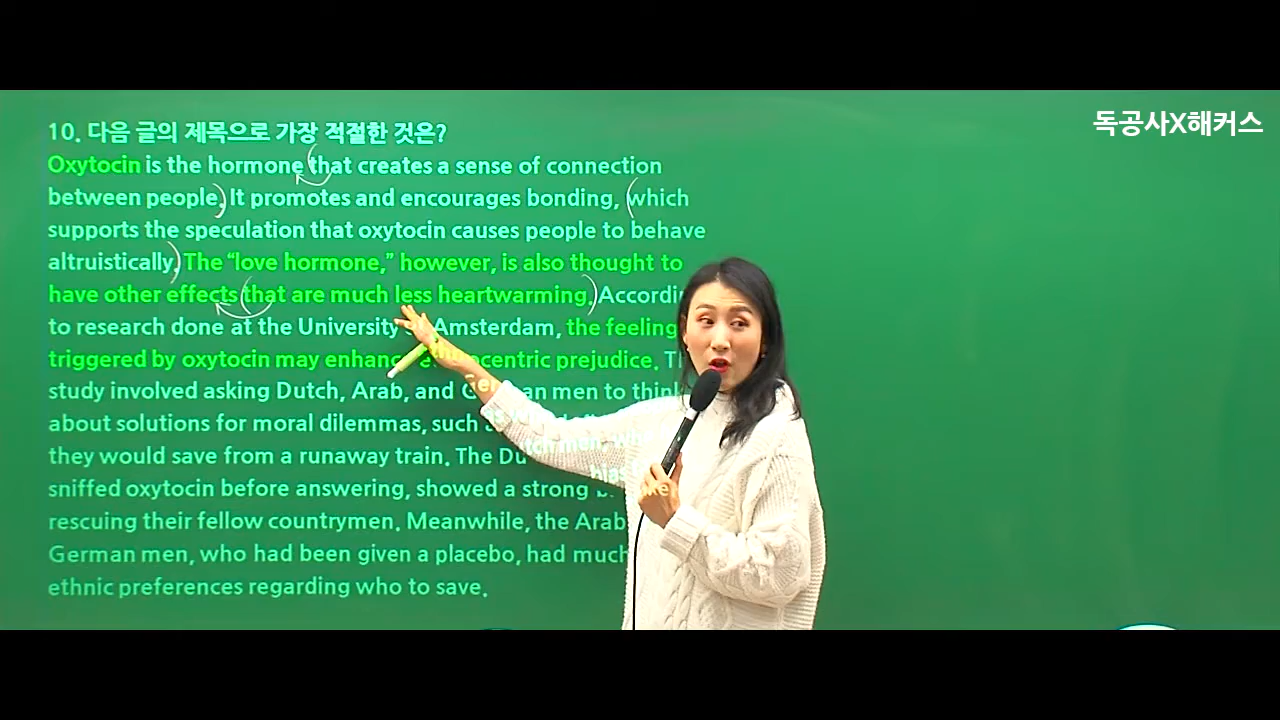 독공사X해커스
10. 다음 글의 제목으로 가장 적절한 것은?
Oxytocin is the hormone that creates a sense of connection
between people. It promotes and encourages bonding, which
supports the speculation that oxytocin causes people to behave
altruistically. The “love hormone,” however, is also thought to
have other effects that are much less heartwarming.
to research done at the University Amsterdam, the feeling
triggered by oxytocin may prejudice.
study involved asking Dutch, Arab, and German men to think
about solutions for moral dilemmas, such
they would save from a runaway train. The
sniffed oxytocin before answering, showed a strong
rescuing their fellow countrymen. Meanwhile, the Arab
German men, who had been given a placebo, had much
ethnic preferences regarding who to save.